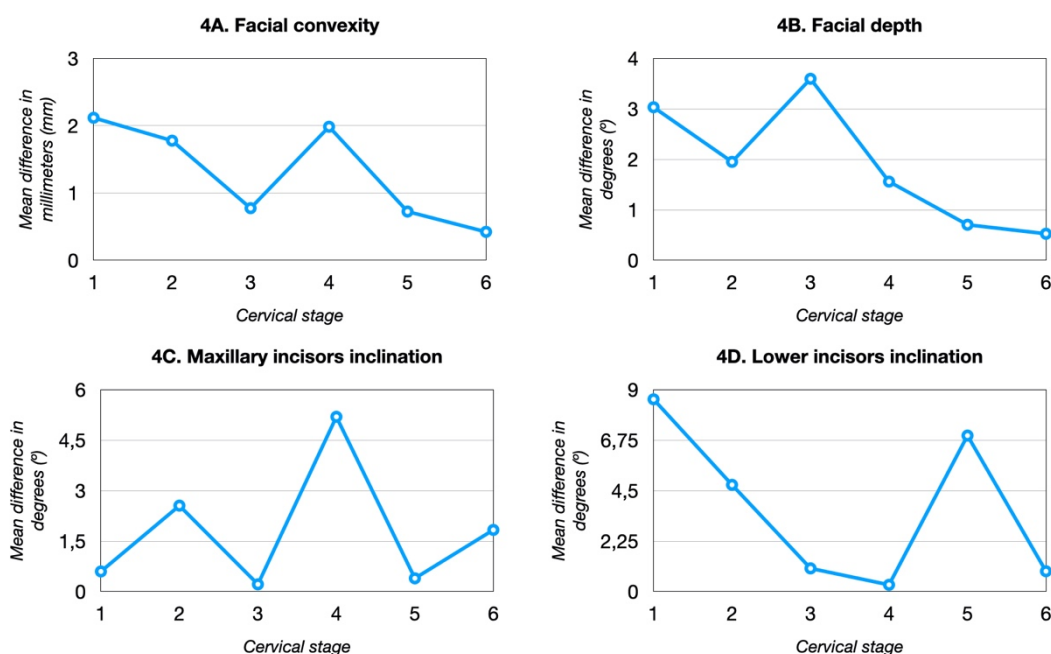 4A. Facial convexity
Mean difference in
millimeters (mm)
3
2
1
0
1 2 3 4 5 6
Cervical stage
4B. Facial depth
Mean difference in
degrees (º)
4
3
2
1
0
1 2 3 4 5 6
Cervical stage
4C. Maxillary incisors inclination
Mean difference in
degrees (º)
6
4,5
3
1,5
0
1 2 3 4 5 6
Cervical stage
4D. Lower incisors inclination
Mean difference in
degrees (º)
9
6,75
4,5
2,25
0
1 2 3 4 5 6
Cervical stage